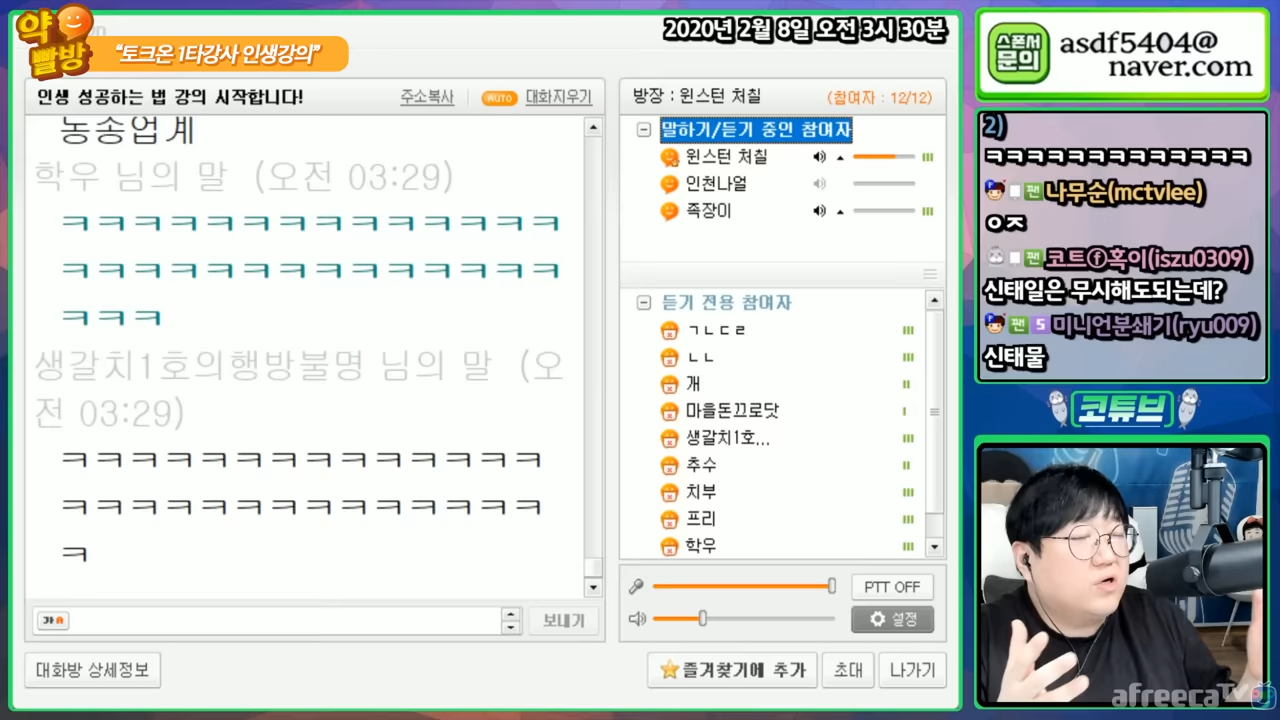 약빨방
“토크온 1타강사 인생강의”
2020년 2월 8일 오전 3시 30분
스폰서 문의
asdf5404@
naver.com
인생 성공하는 법 강의 시작합니다!
주소복사
AUTO
대화지우기
농송업계
학우 님의 말 (오전 03:29)
ㅋㅋㅋㅋㅋㅋㅋㅋㅋㅋㅋㅋㅋㅋ
ㅋㅋㅋㅋㅋㅋㅋㅋㅋㅋㅋㅋㅋㅋ
ㅋㅋㅋ
생갈치1호의행방불명 님의 말 (오
전 03:29)
ㅋㅋㅋㅋㅋㅋㅋㅋㅋㅋㅋㅋㅋㅋ
ㅋㅋㅋㅋㅋㅋㅋㅋㅋㅋㅋㅋㅋㅋ
ㅋ
가A
보내기
대화방 상세정보
방장 : 윈스턴 처칠
(참여자 : 12/12)
말하기/듣기 중인 참여자
윈스턴 처칠
인천나얼
족장이
듣기 전용 참여자
ㄱㄴㄷㄹ
ㄴㄴ
개
마을돈끄로닷
생갈치1호...
추수
치부
프리
학우
PTT OFF
설정
즐겨찾기에 추가
초대
나가기
2)
ㅋㅋㅋㅋㅋㅋㅋㅋㅋㅋㅋㅋㅋ
팬 나무순(mctvlee)
ㅇㅈ
팬 코트ⓕ혹이(iszu0309)
신태일은 무시해도되는데?
팬 S 미니언분쇄기(ryu009)
신태물
코튜브
afreecaTV